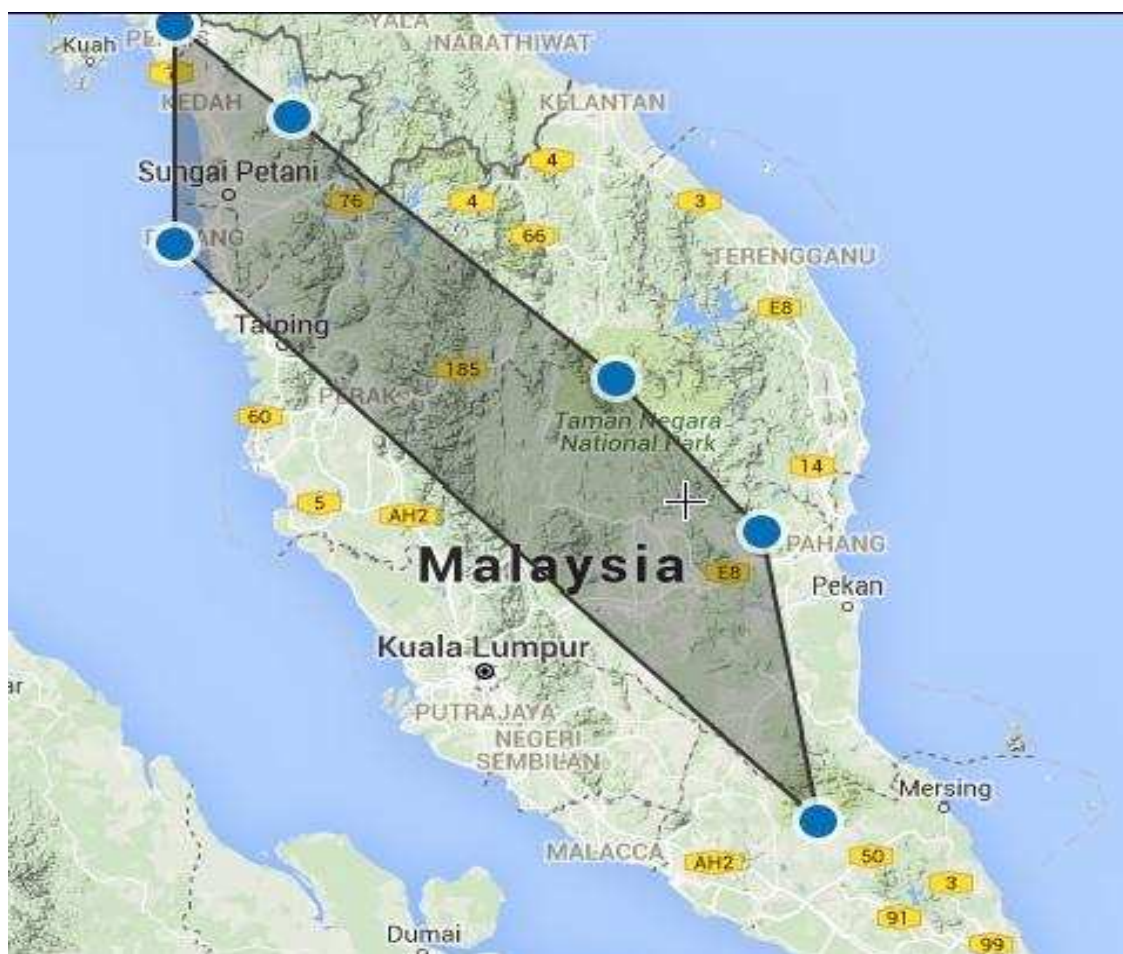 YALA
Kuah
NARATHIWAT
KEDAH
KELANTAN
Sungai Petani
4
76
4
3
66
TERENGGANU
E8
Taiping
185
PERAK
60
Taman Negara
National Park
14
5
AH2
PAHANG
Malaysia
E8
Pekan
Kuala Lumpur
ar
PUTRAJAYA
NEGERI
SEMBILAN
Mersing
MALACCA
AH2
50
3
91
Dumai
99